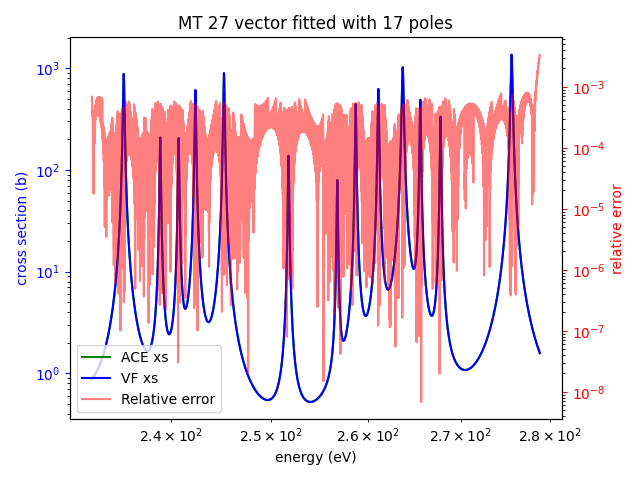 MT 27 vector fitted with 17 poles
cross section (b)
10³
10²
10¹
10⁰
relative error
10⁻³
10⁻⁴
10⁻⁵
10⁻⁶
10⁻⁷
10⁻⁸
ACE xs
VF xs
Relative error
2.4 × 10²
2.5 × 10²
2.6 × 10²
2.7 × 10²
2.8 × 10²
energy (eV)